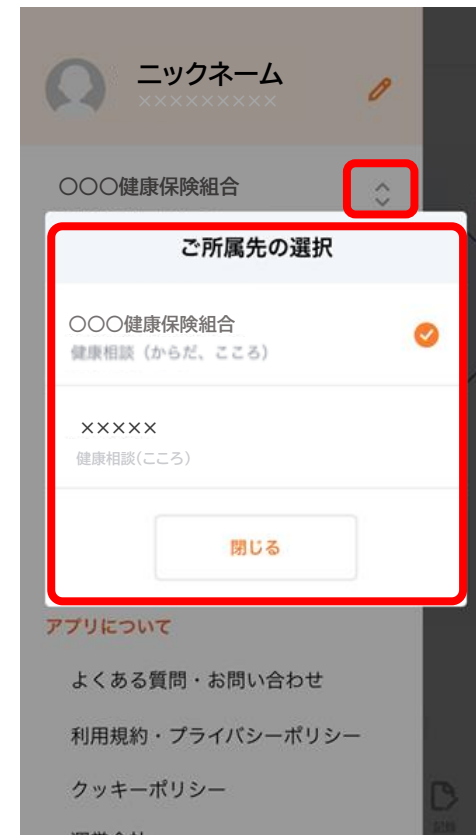 ニックネーム
×××××××××
〇〇〇健康保険組合
ご所属先の選択
〇〇〇健康保険組合
健康相談（からだ、こころ）
×××××
健康相談(こころ)
閉じる
アプリについて
よくある質問・お問い合わせ
利用規約・プライバシーポリシー
クッキーポリシー
記録